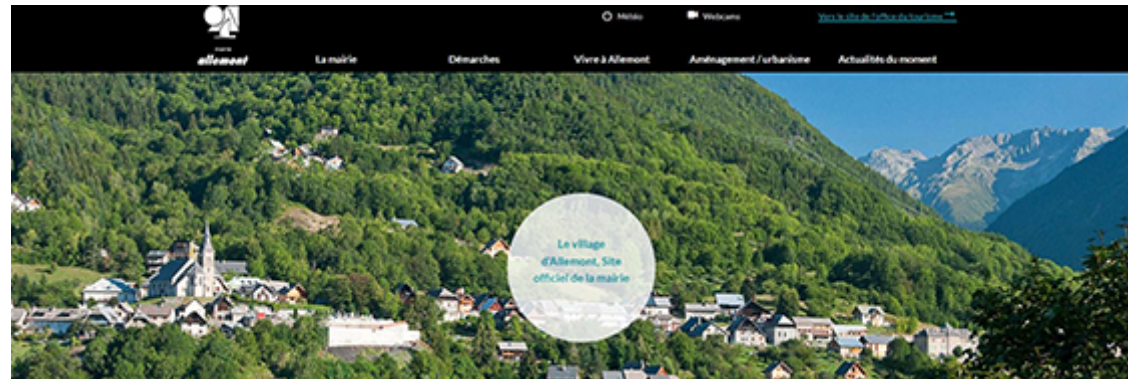 Météo
Webcams
Vers le site de l'office du tourisme
mairie
allemont
La mairie
Démarches
Vivre à Allemont
Aménagement / urbanisme
Actualités du moment
Le village
d'Allemont, Site
officiel de la mairie